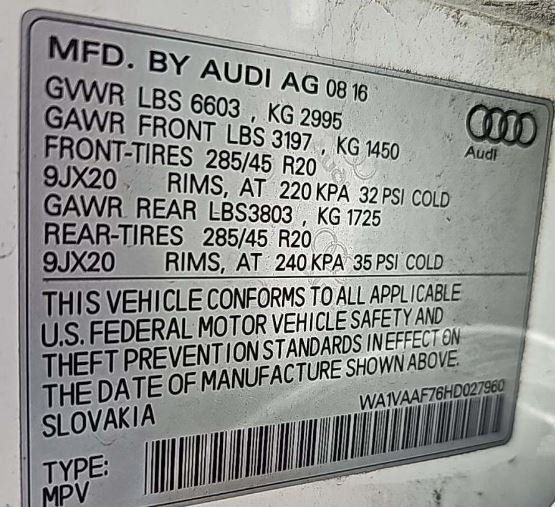 MFD. BY AUDI AG 08 16
GVWR LBS 6603 , KG 2995
GAWR FRONT LBS 3197 , KG 1450
FRONT-TIRES 285/45 R20
9JX20 RIMS, AT 220 KPA 32 PSI COLD
GAWR REAR LBS3803 , KG 1725
REAR-TIRES 285/45 R20
9JX20 RIMS, AT 240 KPA 35 PSI COLD
Audi
THIS VEHICLE CONFORMS TO ALL APPLICABLE
U.S. FEDERAL MOTOR VEHICLE SAFETY AND
THEFT PREVENTION STANDARDS IN EFFECT ON
THE DATE OF MANUFACTURE SHOWN ABOVE.
SLOVAKIA WA1VAAF76HD027960
TYPE:
MPV